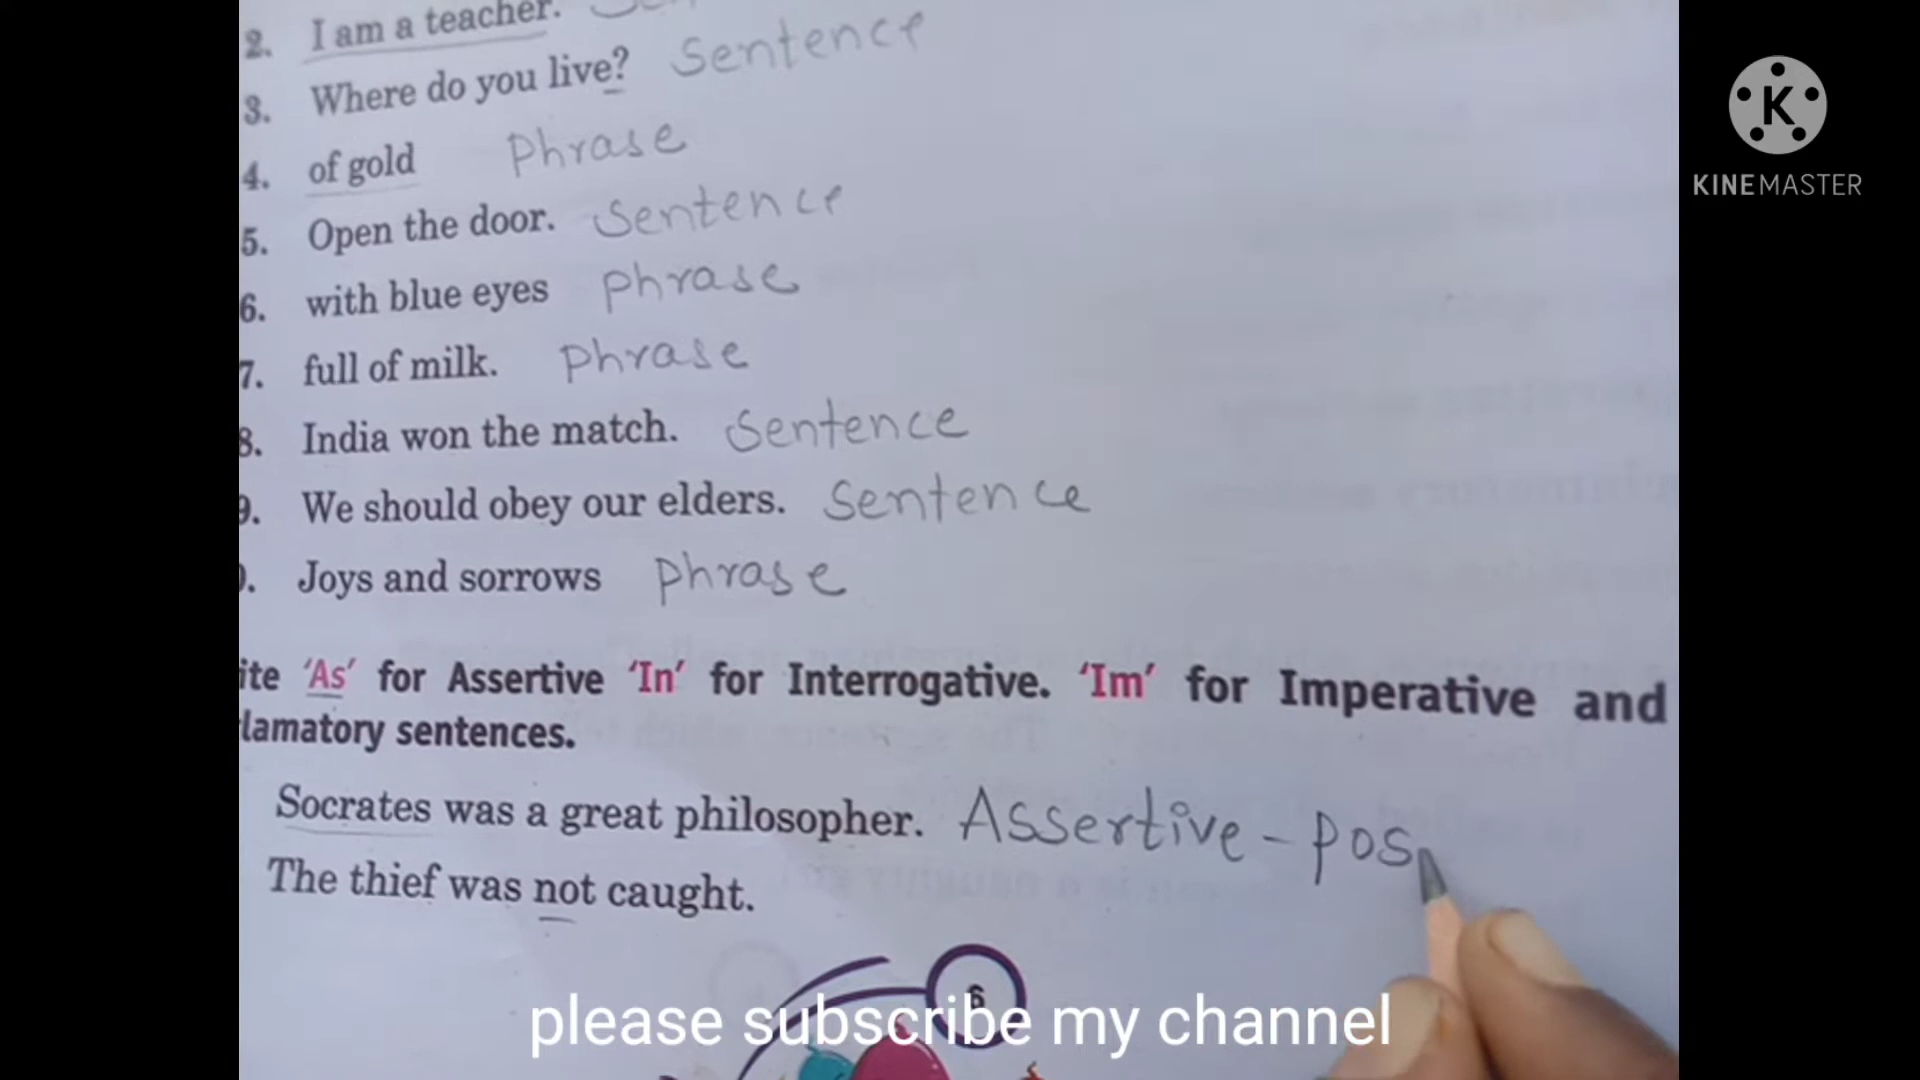 2. I am a teacher.
3. Where do you live? Sentence
4. of gold Phrase
5. Open the door. Sentence
6. with blue eyes phrase
7. full of milk. Phrase
8. India won the match. Sentence
9. We should obey our elders. Sentence
. Joys and sorrows phrase
ite 'As' for Assertive 'In' for Interrogative. 'Im' for Imperative and
lamatory sentences.
Socrates was a great philosopher. Assertive - pos
The thief was not caught.
6
please subscribe my channel
K
KINEMASTER